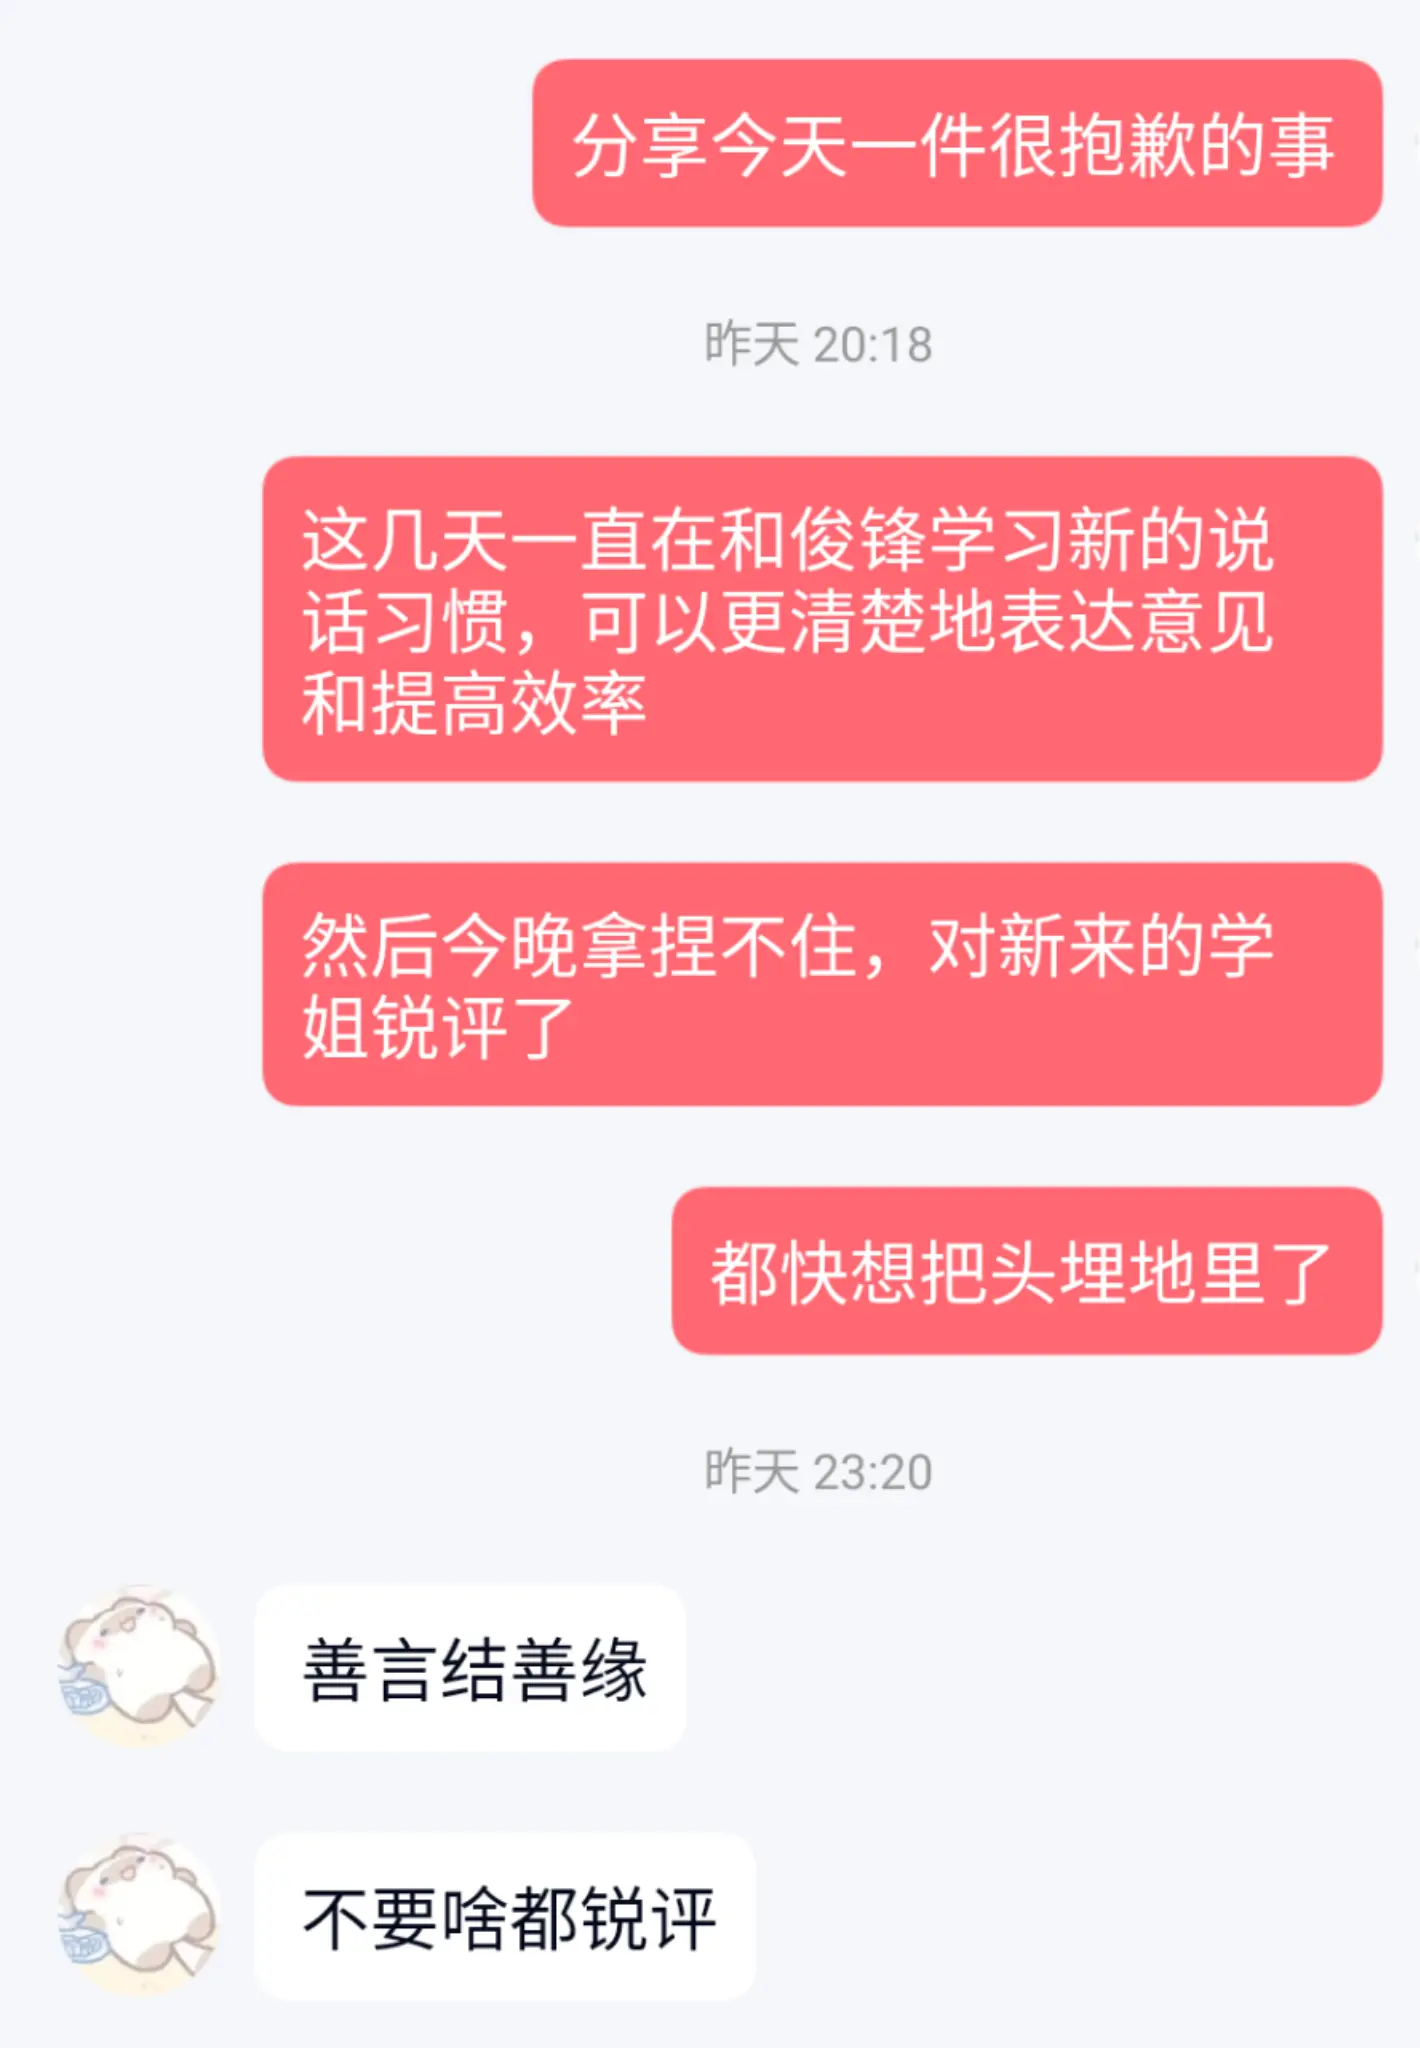 分享今天一件很抱歉的事
昨天 20:18
这几天一直在和俊锋学习新的说
话习惯，可以更清楚地表达意见
和提高效率
然后今晚拿捏不住，对新来的学
姐锐评了
都快想把头埋地里了
昨天 23:20
善言结善缘
不要啥都锐评